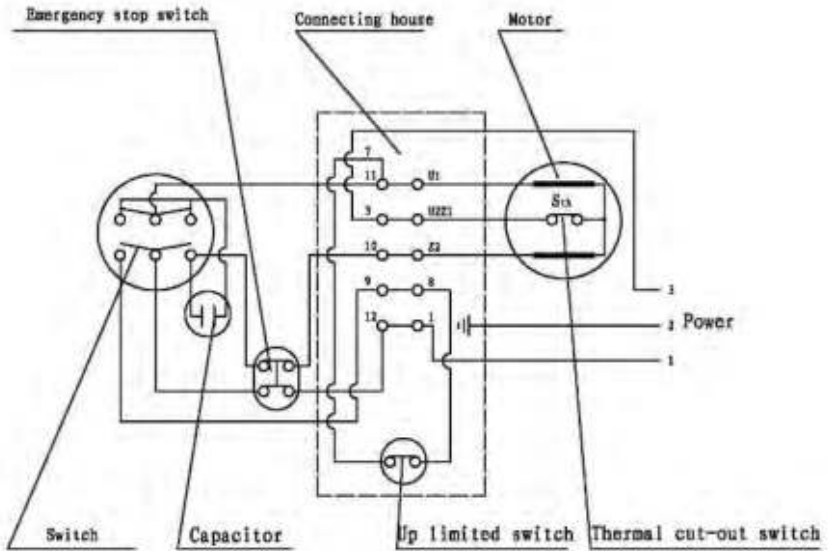 Emergency stop switch
Connecting house
Motor
7
11 U1
3 U2Z1
10 Z2
9 8
12 1
3
2 Power
1
Switch
Capacitor
Up limited switch
Thermal cut-out switch